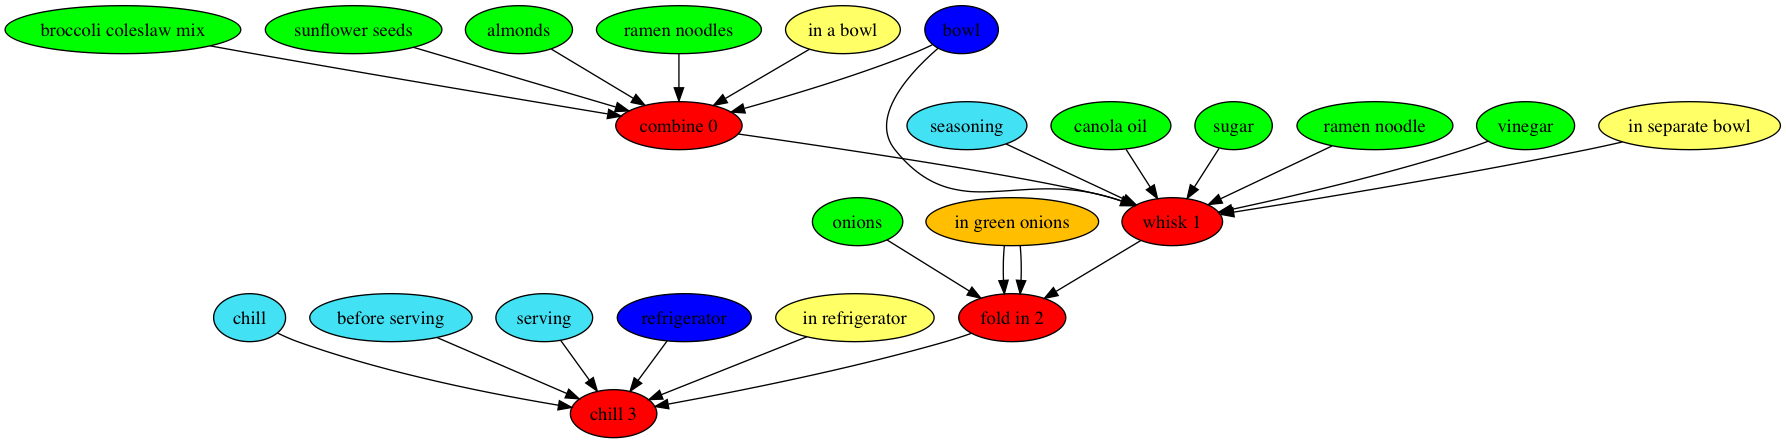 broccoli coleslaw mix
sunflower seeds
almonds
ramen noodles
in a bowl
bowl
combine 0
seasoning
canola oil
sugar
ramen noodle
vinegar
in separate bowl
onions
in green onions
whisk 1
chill
before serving
serving
refrigerator
in refrigerator
fold in 2
chill 3